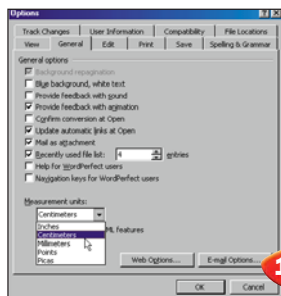 Options
Track Changes User Information Compatibility File Locations
View General Edit Print Save Spelling & Grammar
General options
Background repagination
Blue background, white text
Provide feedback with sound
Provide feedback with animation
Confirm conversion at Open
Update automatic links at Open
Mail as attachment
Recently used file list: 4 entries
Help for WordPerfect users
Navigation keys for WordPerfect users
Measurement units:
Centimeters
Inches
Centimeters
ML features
Millimeters
Points
Picas
Web Options... E-mail Options...
1
OK Cancel